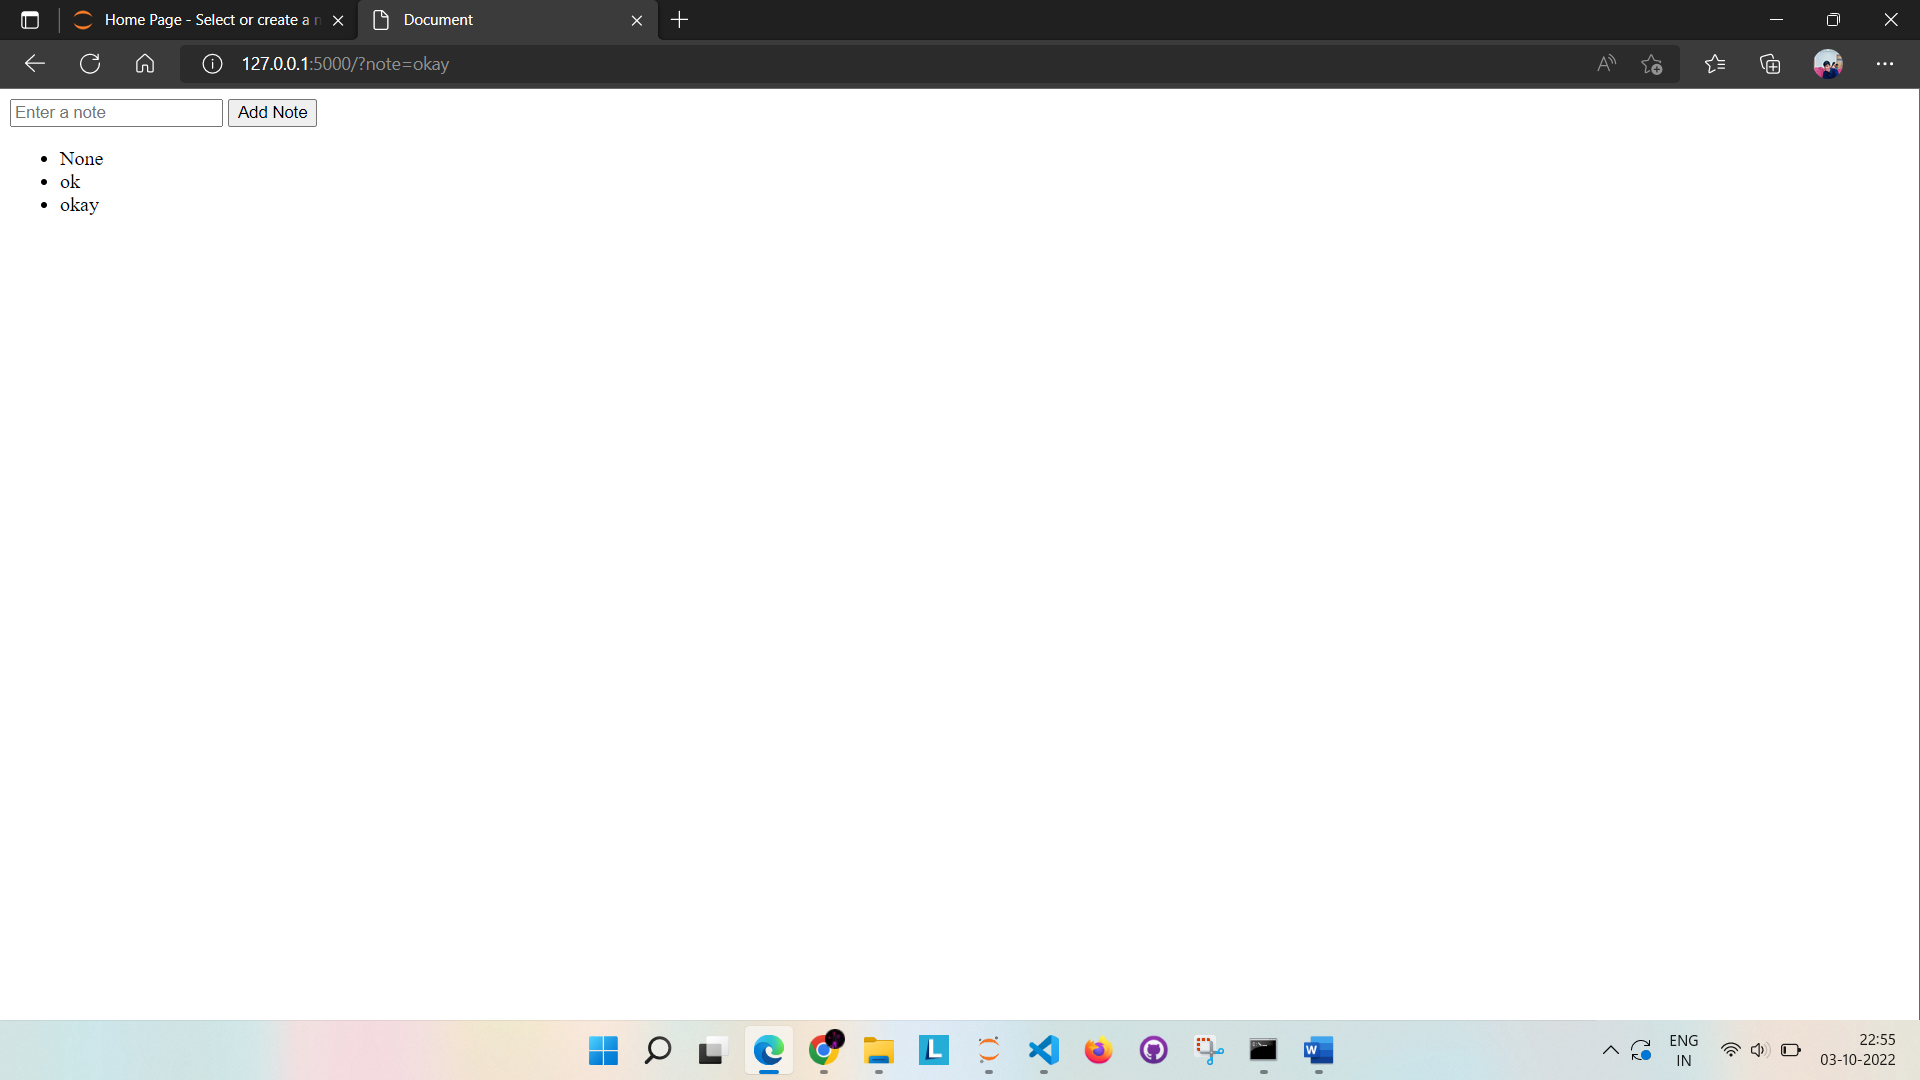 Home Page - Select or create a n
Document
127.0.0.1:5000/?note=okay
Enter a note
Add Note
None
ok
okay
ENG
IN
22:55
03-10-2022